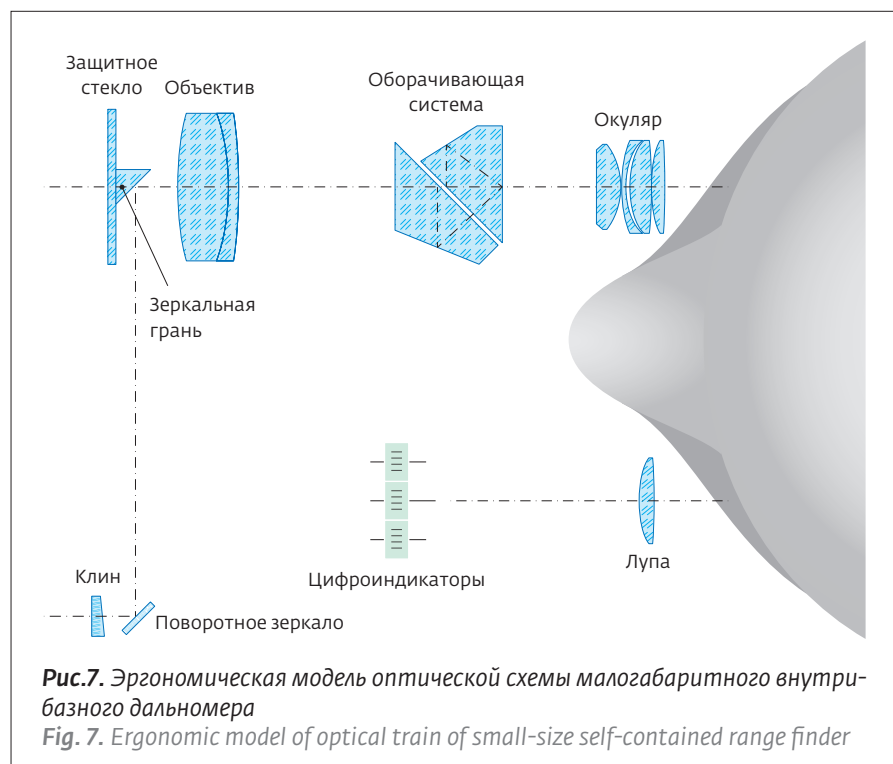 Защитное
стекло
Объектив
Оборачивающая
система
Окуляр
Зеркальная
грань
Клин
Поворотное зеркало
Цифроиндикаторы
Лупа
Рис.7. Эргономическая модель оптической схемы малогабаритного внутри-
базного дальномера
Fig. 7. Ergonomic model of optical train of small-size self-contained range finder